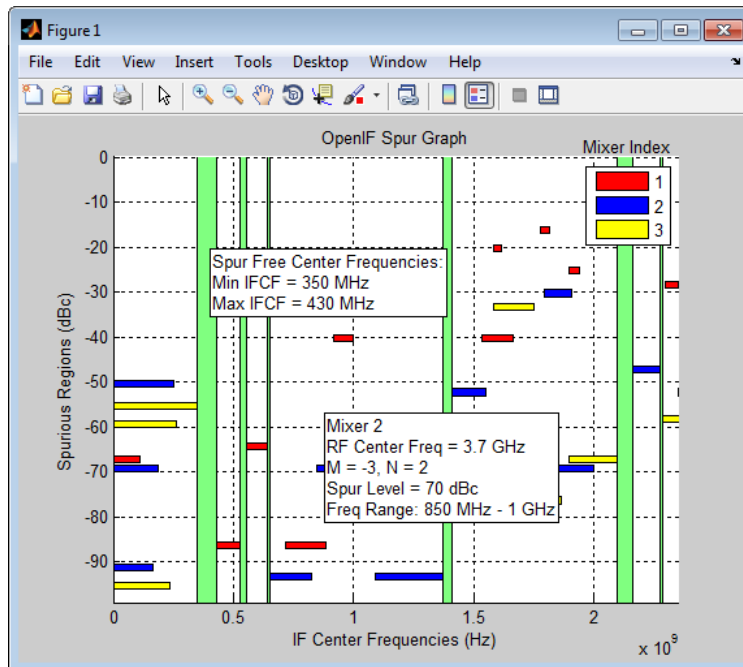 Figure 1
File Edit View Insert Tools Desktop Window Help
OpenIF Spur Graph
Mixer Index
1
2
3
0
-10
-20
-30
-40
-50
-60
-70
-80
-90
Spurious Regions (dBc)
Spur Free Center Frequencies:
Min IFCF = 350 MHz
Max IFCF = 430 MHz
Mixer 2
RF Center Freq = 3.7 GHz
M = -3, N = 2
Spur Level = 70 dBc
Freq Range: 850 MHz - 1 GHz
0 0.5 1 1.5 2
IF Center Frequencies (Hz)
x 10^9